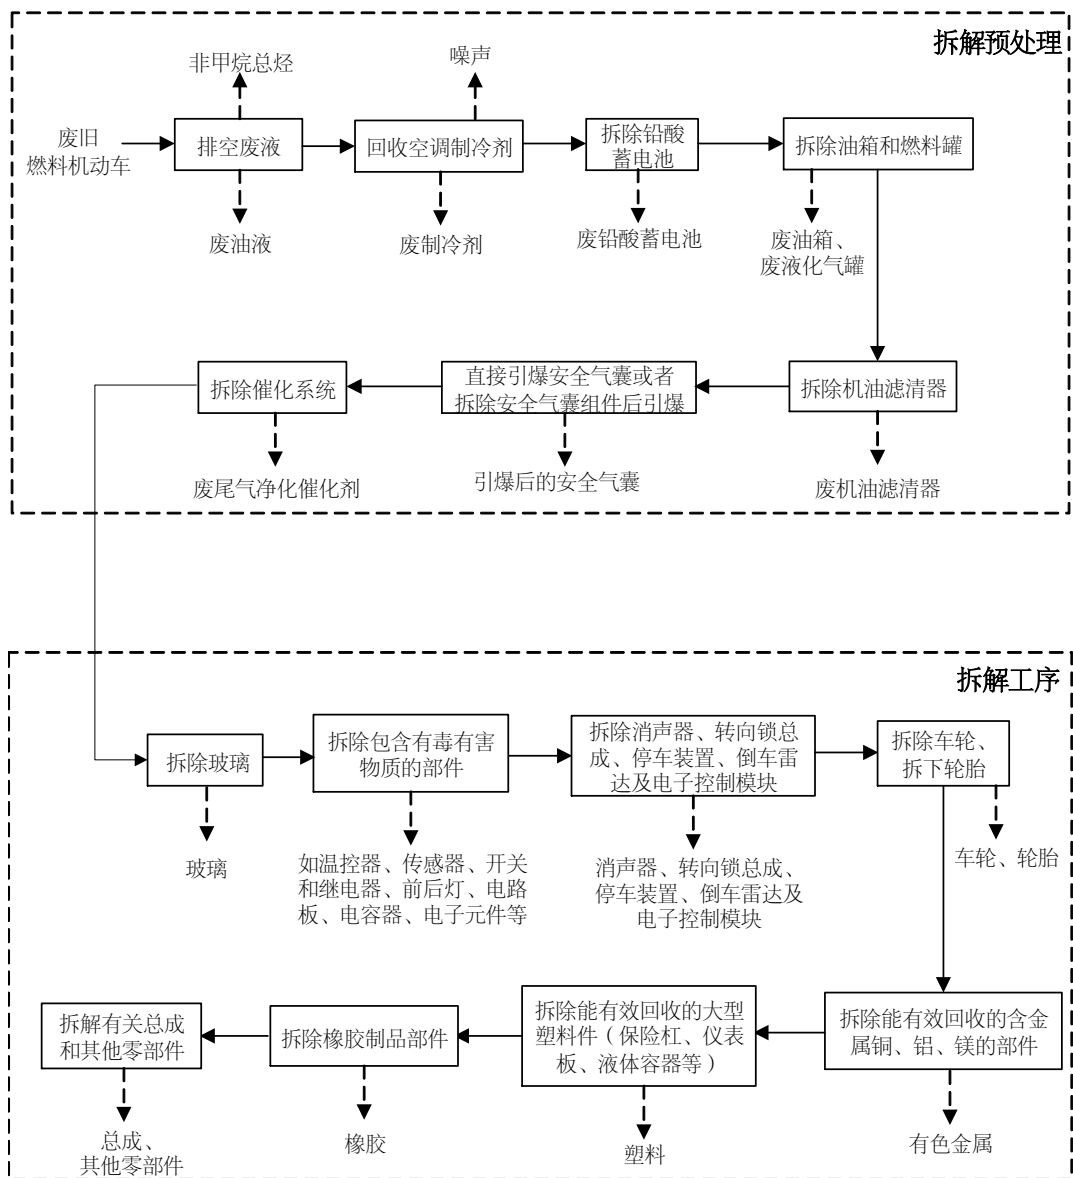 拆解预处理
非甲烷总烃
噪声
废旧
燃料机动车
排空废液
回收空调制冷剂
拆除铅酸
蓄电池
拆除油箱和燃料罐
废油液
废制冷剂
废铅酸蓄电池
废油箱、
废液化气罐
拆除催化系统
直接引爆安全气囊或者
拆除安全气囊组件后引爆
拆除机油滤清器
废尾气净化催化剂
引爆后的安全气囊
废机油滤清器
拆解工序
拆除玻璃
拆除包含有毒有害
物质的部件
拆除消声器、转向锁总
成、停车装置、倒车雷
达及电子控制模块
拆除车轮、
拆下轮胎
玻璃
如温控器、传感器、开关
和继电器、前后灯、电路
板、电容器、电子元件等
消声器、转向锁总成、
停车装置、倒车雷达及
电子控制模块
车轮、轮胎
拆解有关总成
和其他零部件
拆除橡胶制品部件
拆除能有效回收的大型
塑料件（保险杠、仪表
板、液体容器等）
拆除能有效回收的含金
属铜、铝、镁的部件
总成、
其他零部件
橡胶
塑料
有色金属